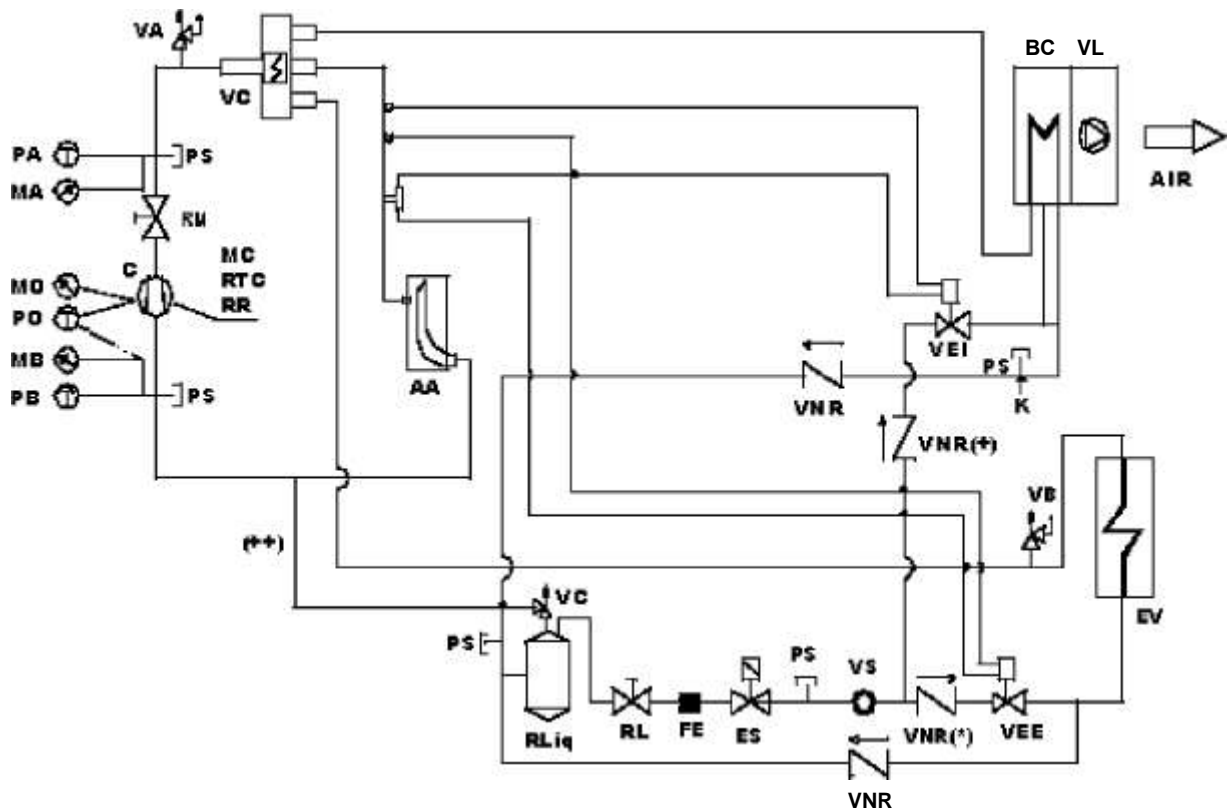 VA
VC
BC VL
PA
PS
MA
RM
AIR
C
MC
RTC
RR
MO
PO
MB
PB
PS
AA
VEI
VNR
PS
K
VNR(+)
VB
(++)
VC
EV
PS
PS
VS
RLiq
RL
FE
ES
VNR(*)
VEE
VNR